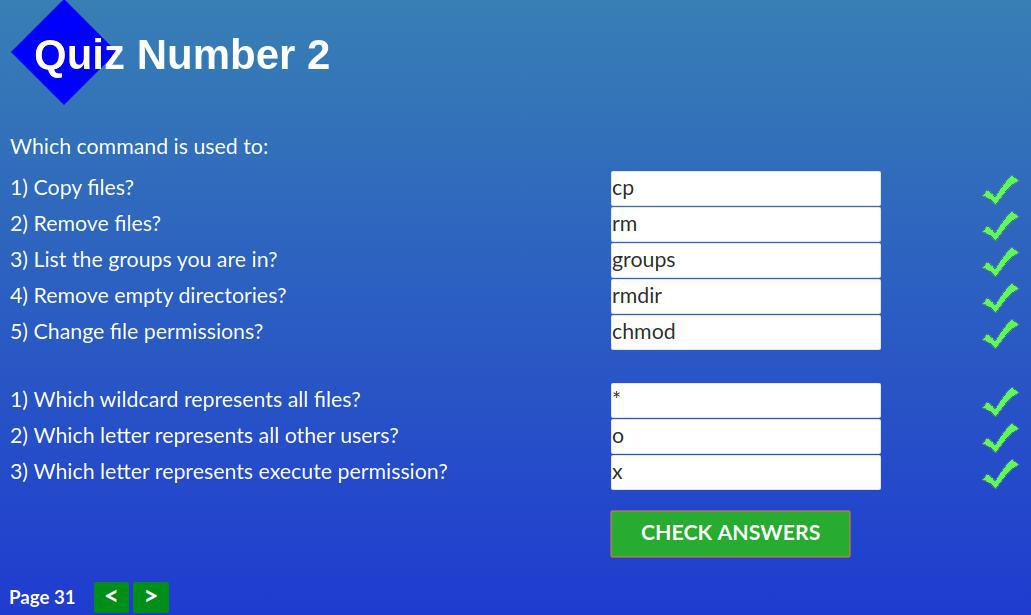 Quiz Number 2
Which command is used to:
1) Copy files? cp
2) Remove files? rm
3) List the groups you are in? groups
4) Remove empty directories? rmdir
5) Change file permissions? chmod
1) Which wildcard represents all files? *
2) Which letter represents all other users? o
3) Which letter represents execute permission? x
CHECK ANSWERS
Page 31 < >